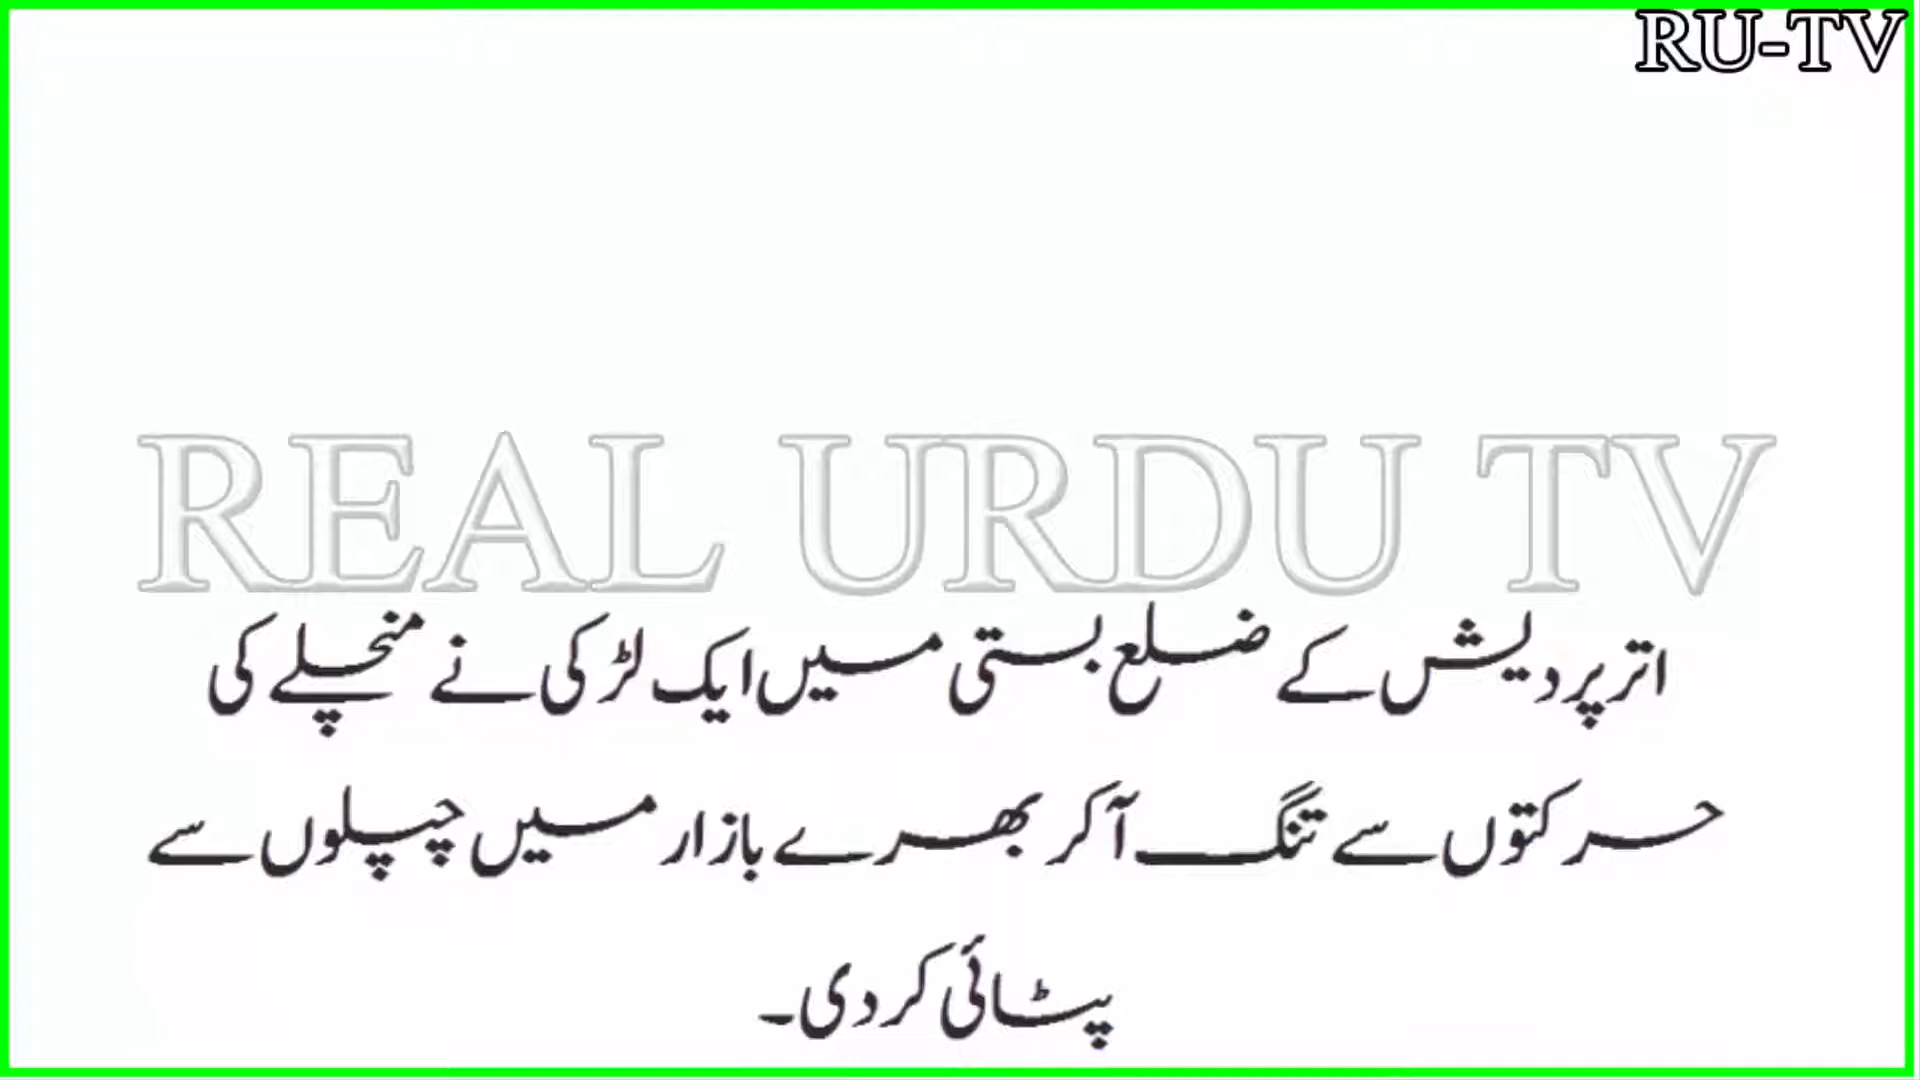 RU-TV
REAL URDU TV
اترپردیش کے ضلع بستی میں ایک لڑکی نے منچلے کی
حرکتوں سے تنگ آکر بھرے بازار میں چپلوں سے
پٹائی کردی۔